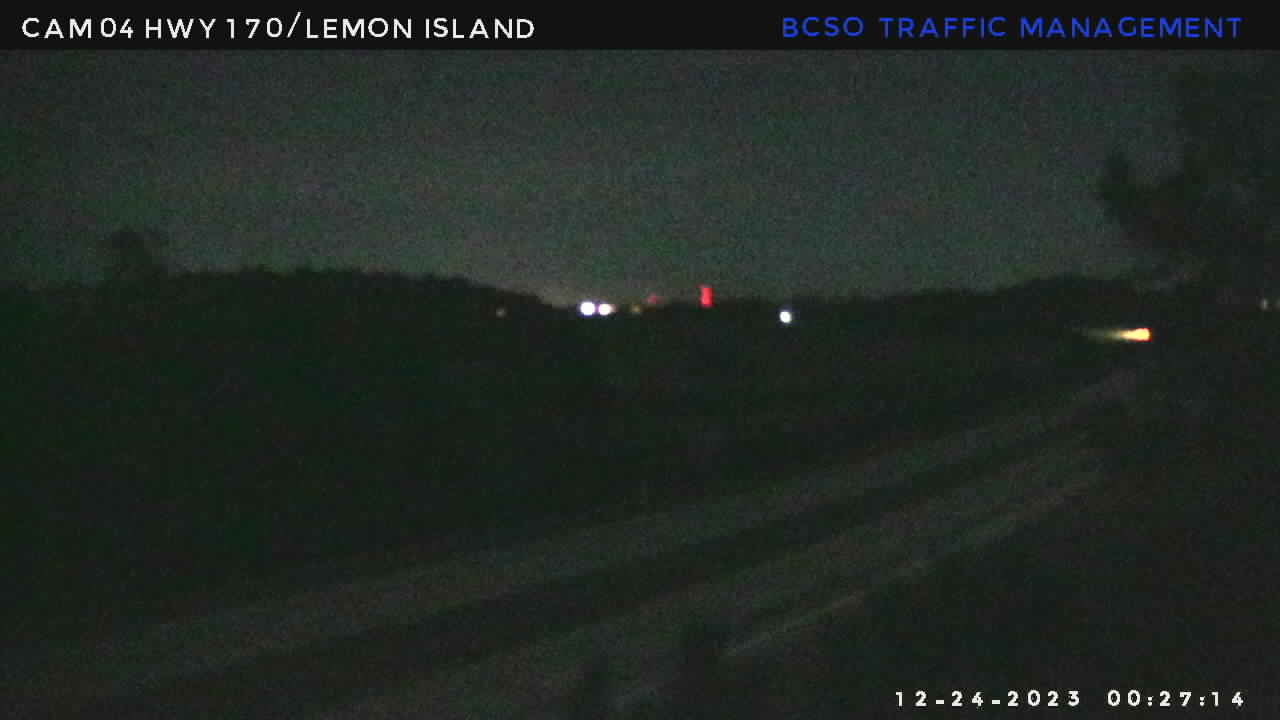 CAM04 HWY 170/LEMON ISLAND
BCSO TRAFFIC MANAGEMENT
12-24-2023 00:27:14